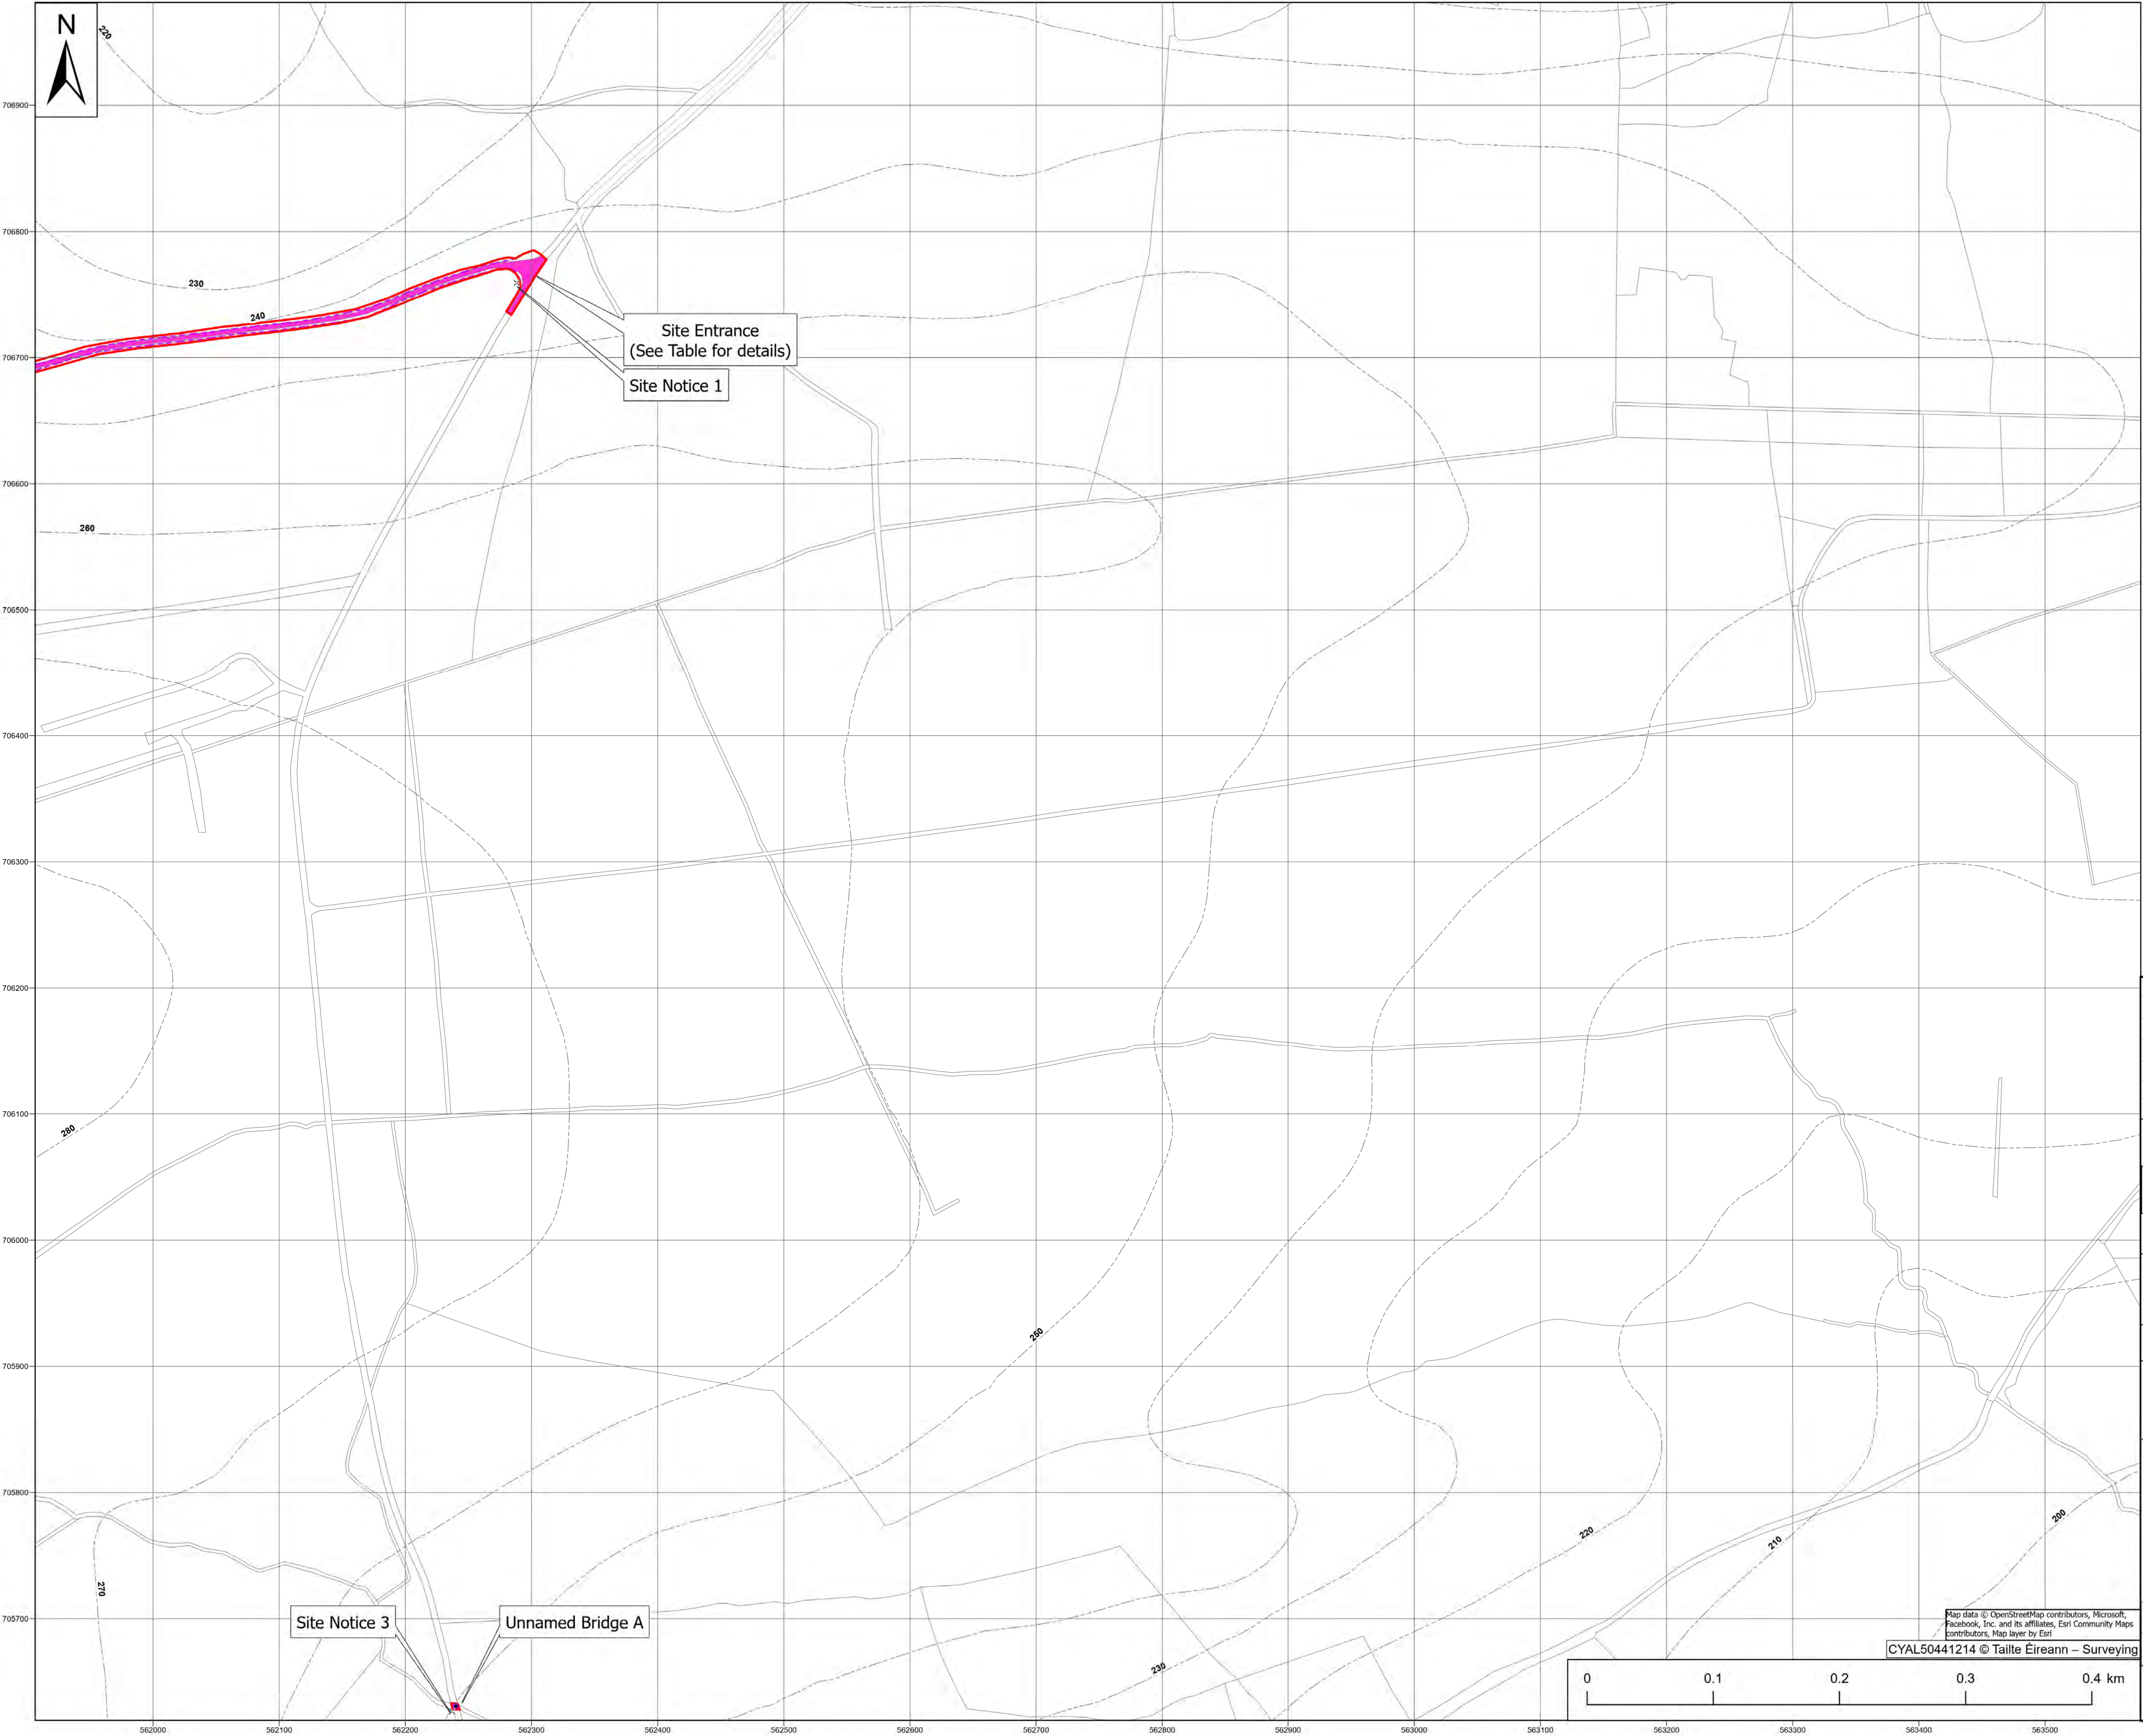 N
220
706900
706800
230
240
Site Entrance
(See Table for details)
706700
Site Notice 1
706600
260
706500
706400
706300
706200
706100
280
706000
250
705900
705800
200
220
210
270
705700
Site Notice 3
Unnamed Bridge A
230
Map data © OpenStreetMap contributors, Microsoft,
Facebook, Inc. and its affiliates, Esri Community Maps
contributors, Map layer by Esri
CYAL50441214 © Tailte Éireann – Surveying
0 0.1 0.2 0.3 0.4 km
562000 562100 562200 562300 562400 562500 562600 562700 562800 562900 563000 563100 563200 563300 563400 563500